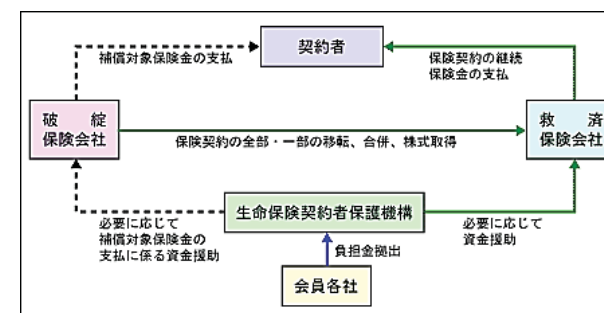 契約者
補償対象保険金の支払
保険契約の継続
保険金の支払
破綻
保険会社
救済
保険会社
保険契約の全部・一部の移転、合併、株式取得
生命保険契約者保護機構
必要に応じて
補償対象保険金の
支払に係る資金援助
必要に応じて
資金援助
負担金拠出
会員各社